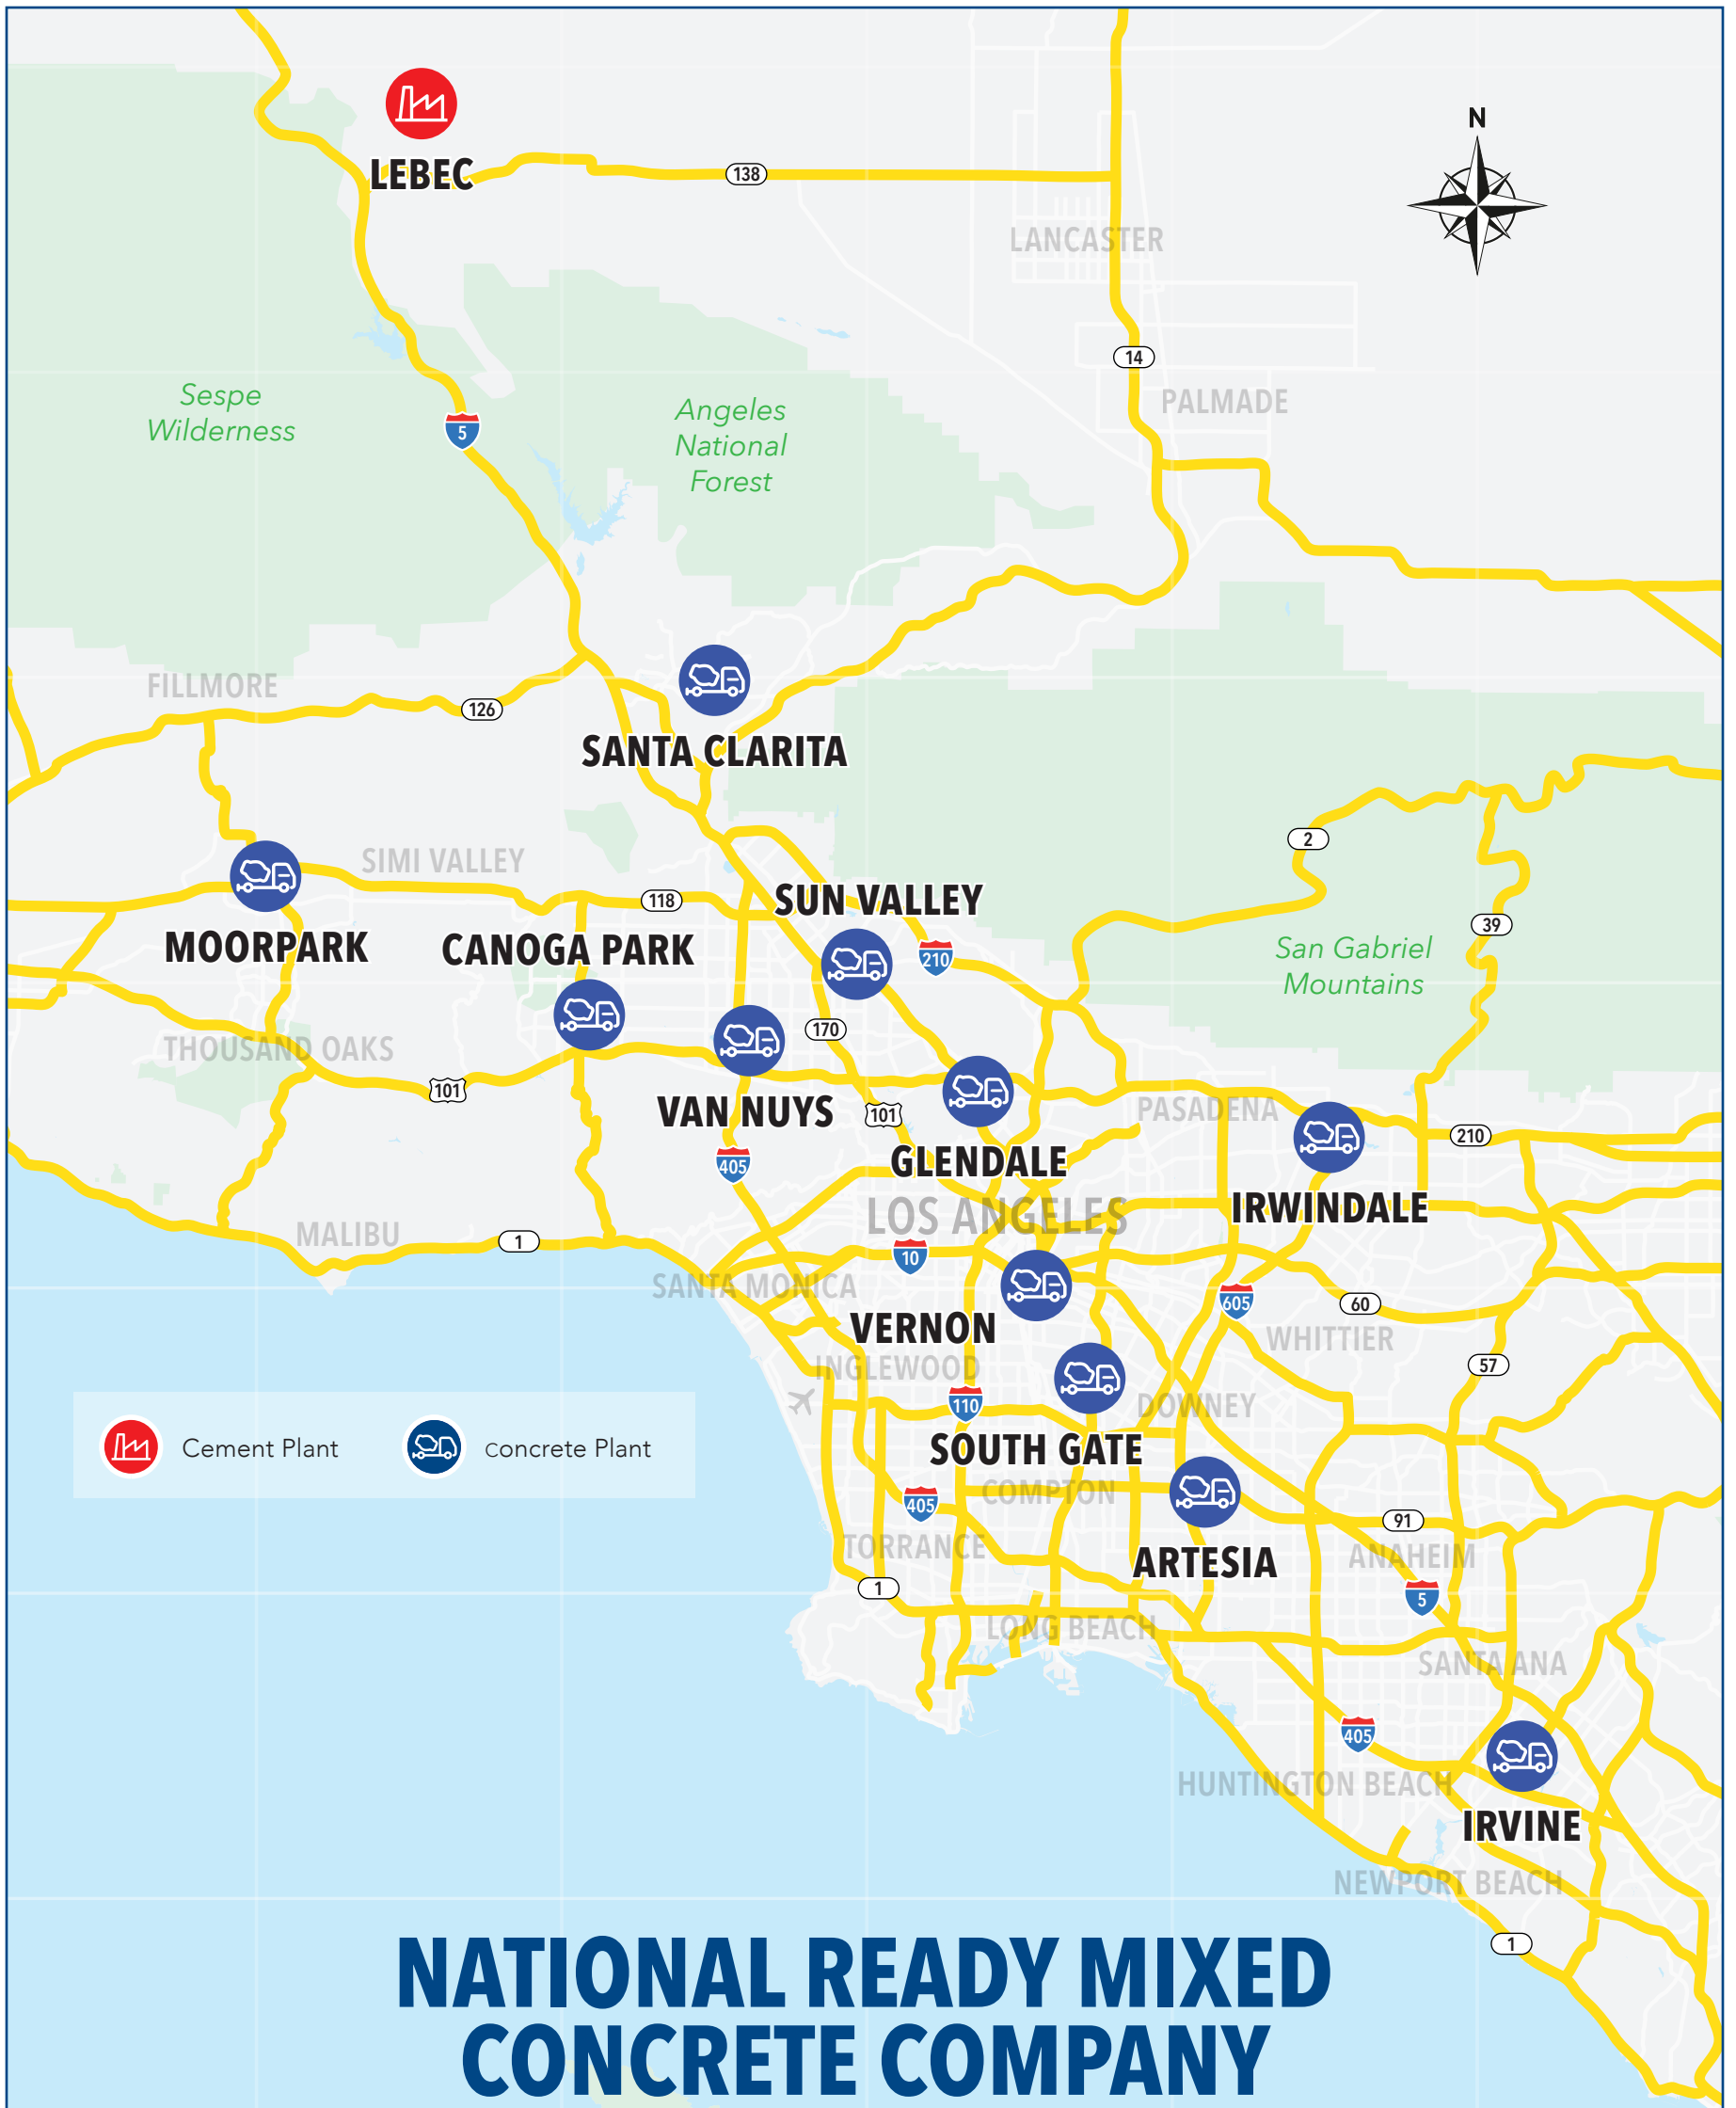 N
LEBEC
138
LANCASTER
14
PALMADE
Sespe
Wilderness
5
Angeles
National
Forest
FILLMORE
126
SANTA CLARITA
2
SIMI VALLEY
118
SUN VALLEY
39
MOORPARK
CANOGA PARK
210
San Gabriel
Mountains
170
THOUSAND OAKS
101
VAN NUYS
101
PASADENA
210
405
GLENDALE
IRWINDALE
LOS ANGELES
MALIBU
1
10
SANTA MONICA
605
60
VERNON
WHITTIER
INGLEWOOD
57
110
DOWNEY
Cement Plant
Concrete Plant
SOUTH GATE
COMPTON
405
91
TORRANCE
ARTESIA
ANAHEIM
1
5
LONG BEACH
SANTA ANA
405
HUNTINGTON BEACH
IRVINE
NEWPORT BEACH
1
NATIONAL READY MIXED
CONCRETE COMPANY